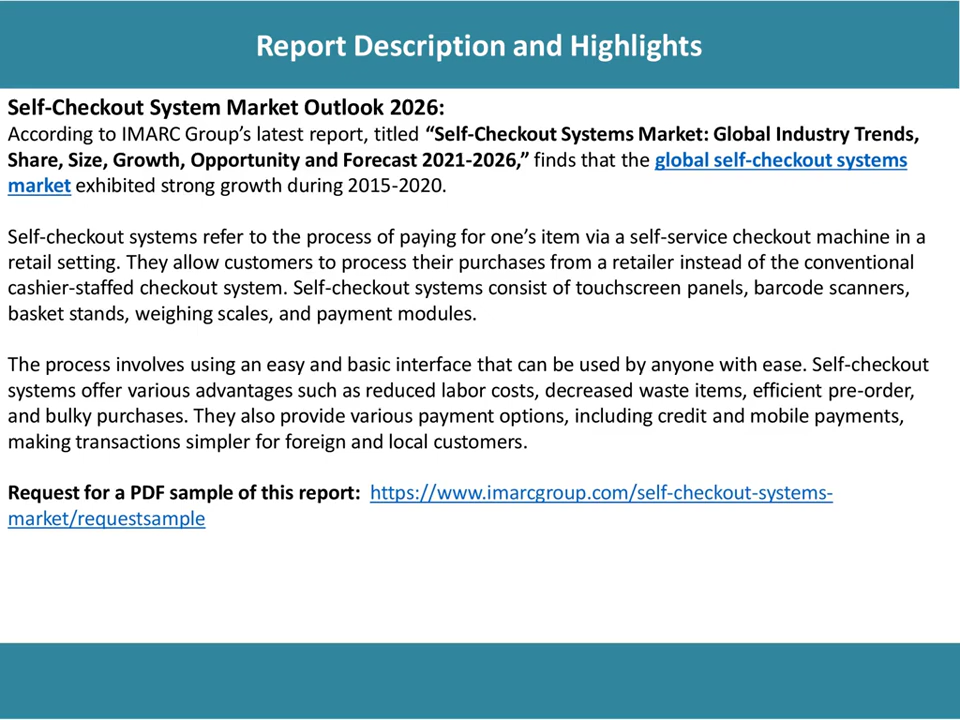 Report Description and Highlights
Self-Checkout System Market Outlook 2026:
According to IMARC Group’s latest report, titled “Self-Checkout Systems Market: Global Industry Trends,
Share, Size, Growth, Opportunity and Forecast 2021-2026,” finds that the global self-checkout systems
market exhibited strong growth during 2015-2020.
Self-checkout systems refer to the process of paying for one’s item via a self-service checkout machine in a
retail setting. They allow customers to process their purchases from a retailer instead of the conventional
cashier-staffed checkout system. Self-checkout systems consist of touchscreen panels, barcode scanners,
basket stands, weighing scales, and payment modules.
The process involves using an easy and basic interface that can be used by anyone with ease. Self-checkout
systems offer various advantages such as reduced labor costs, decreased waste items, efficient pre-order,
and bulky purchases. They also provide various payment options, including credit and mobile payments,
making transactions simpler for foreign and local customers.
Request for a PDF sample of this report: https://www.imarcgroup.com/self-checkout-systems-
market/requestsample